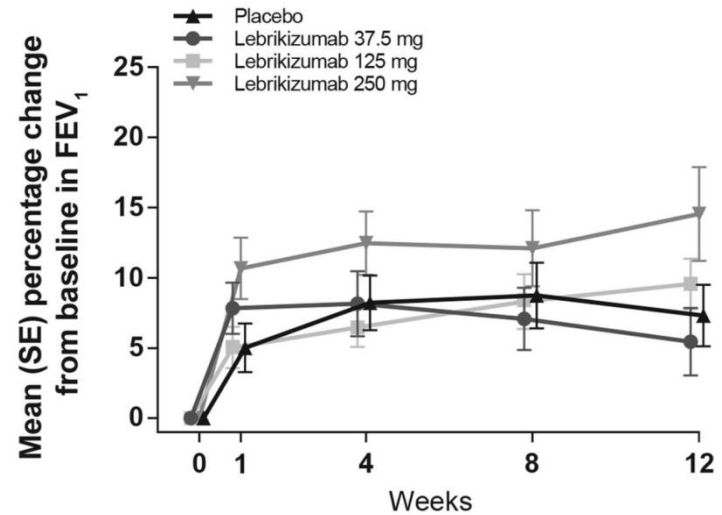 Placebo
Lebrikizumab 37.5 mg
Lebrikizumab 125 mg
Lebrikizumab 250 mg
Mean (SE) percentage change
from baseline in FEV1
25
20
15
10
5
0
0 1 4 8 12
Weeks